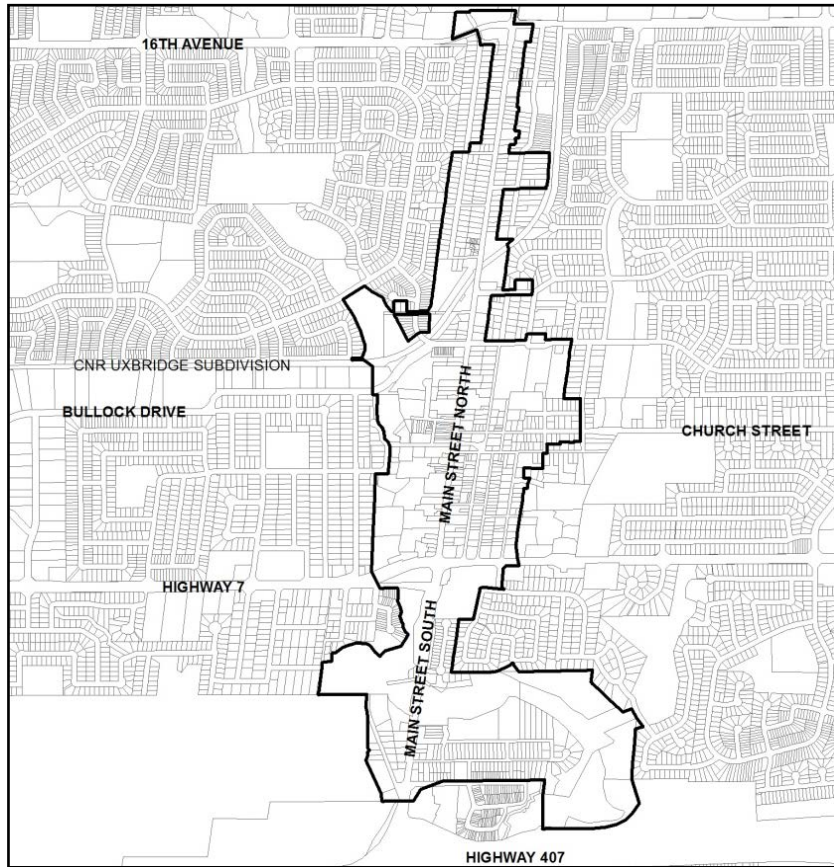 16TH AVENUE
CNR UXBRIDGE SUBDIVISION
BULLOCK DRIVE
MAIN STREET NORTH
CHURCH STREET
HIGHWAY 7
MAIN STREET SOUTH
HIGHWAY 407